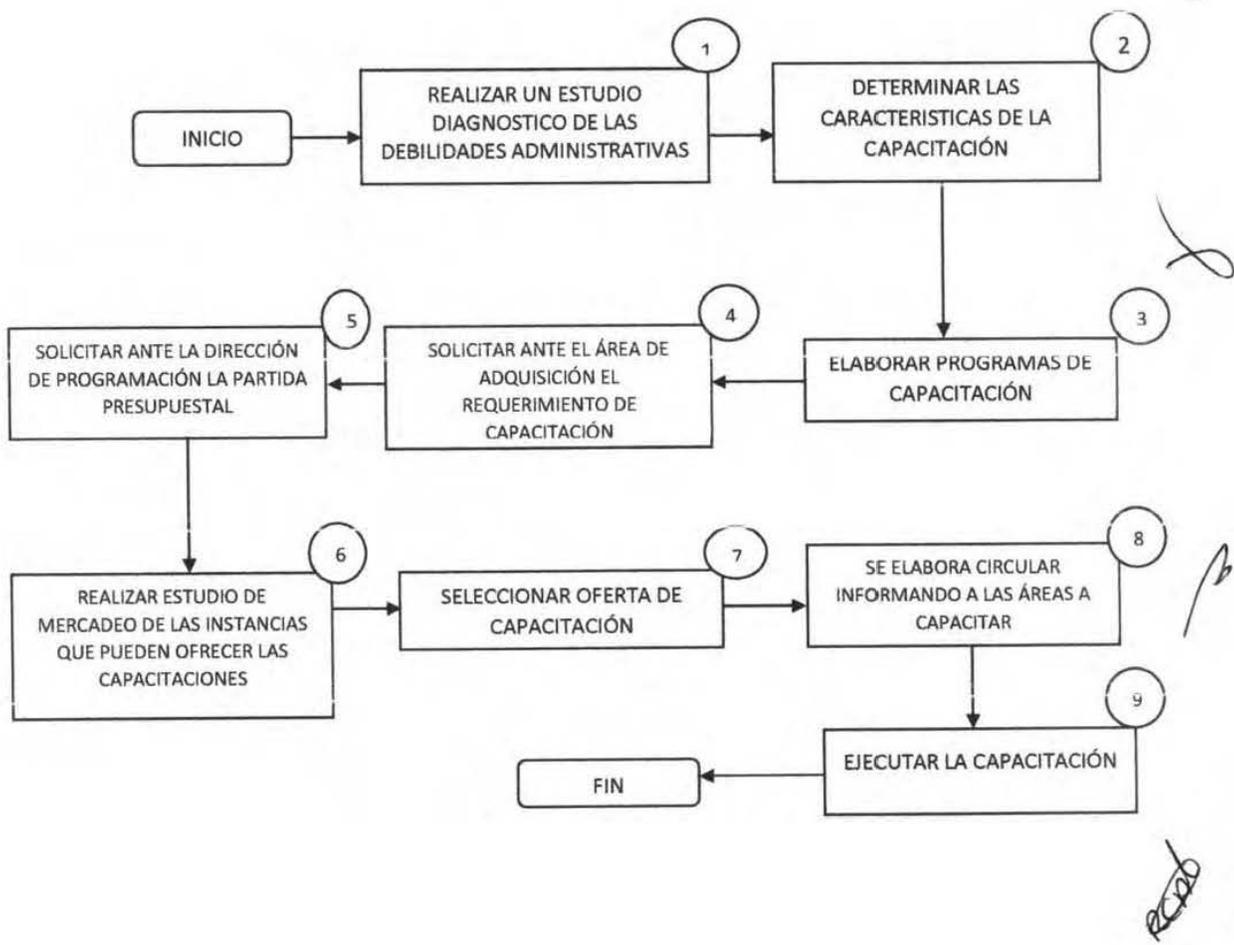 1
2
INICIO
REALIZAR UN ESTUDIO
DIAGNOSTICO DE LAS
DEBILIDADES ADMINISTRATIVAS
DETERMINAR LAS
CARACTERISTICAS DE LA
CAPACITACIÓN
5
4
3
SOLICITAR ANTE LA DIRECCIÓN
DE PROGRAMACIÓN LA PARTIDA
PRESUPUESTAL
SOLICITAR ANTE EL ÁREA DE
ADQUISICIÓN EL
REQUERIMIENTO DE
CAPACITACIÓN
ELABORAR PROGRAMAS DE
CAPACITACIÓN
6
7
8
REALIZAR ESTUDIO DE
MERCADEO DE LAS INSTANCIAS
QUE PUEDEN OFRECER LAS
CAPACITACIONES
SELECCIONAR OFERTA DE
CAPACITACIÓN
SE ELABORA CIRCULAR
INFORMANDO A LAS ÁREAS A
CAPACITAR
9
EJECUTAR LA CAPACITACIÓN
FIN